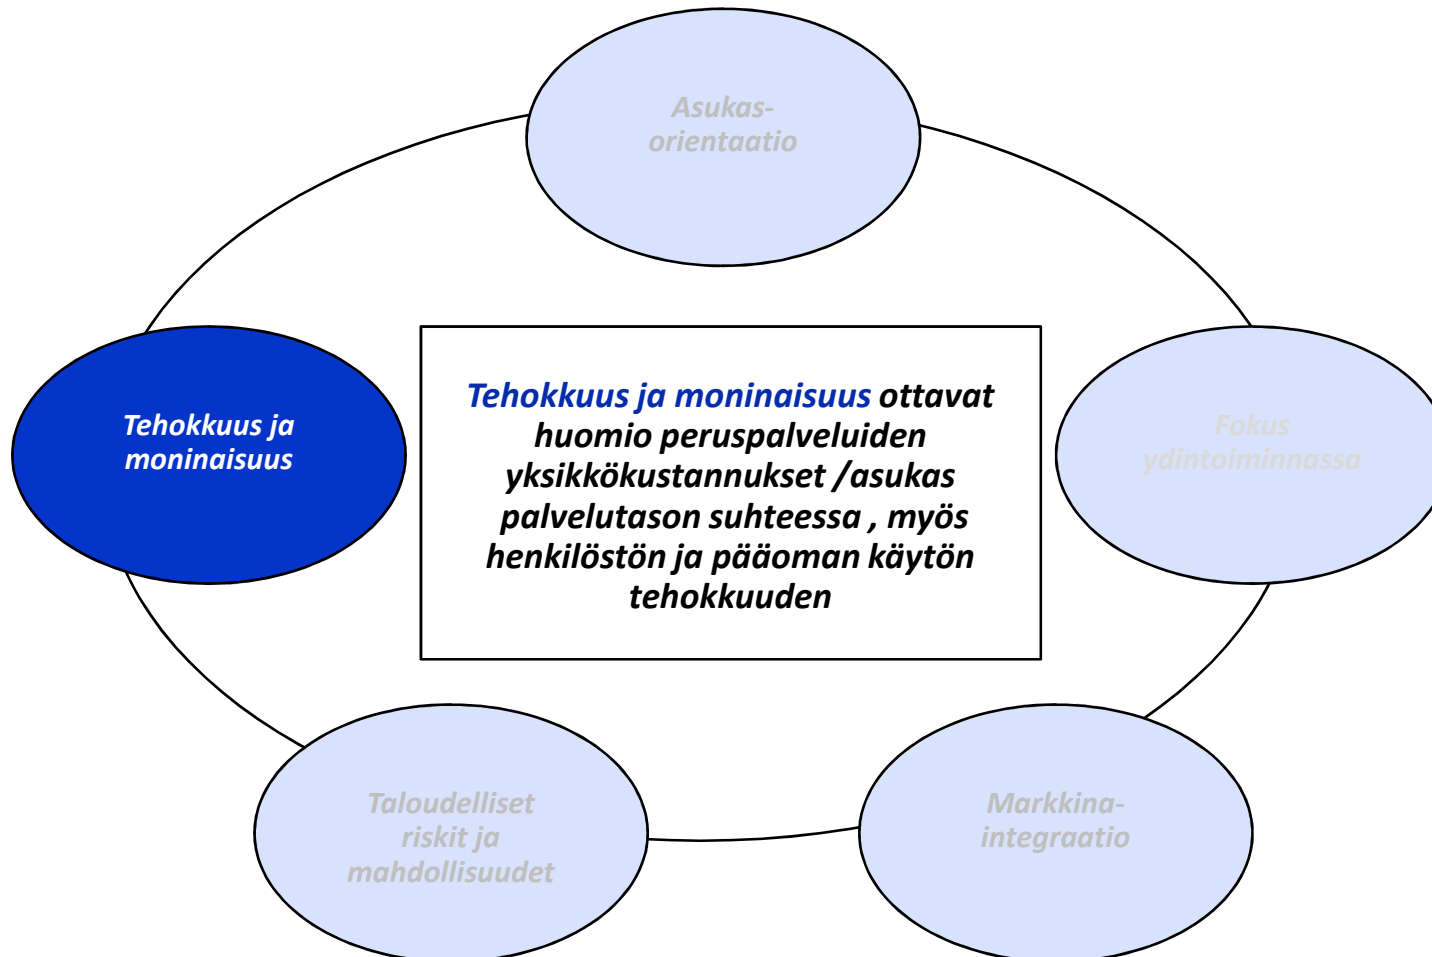 Asukas-
orientaatio
Tehokkuus ja
moninaisuus
Tehokkuus ja moninaisuus ottavat
huomio peruspalveluiden
yksikkökustannukset /asukas
palvelutason suhteessa , myös
henkilöstön ja pääoman käytön
tehokkuuden
Fokus
ydintoiminnassa
Taloudelliset
riskit ja
mahdollisuudet
Markkina-
integraatio